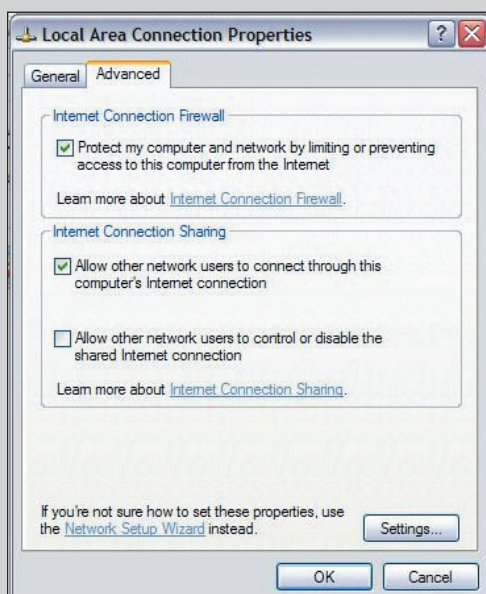 Local Area Connection Properties
General
Advanced
Internet Connection Firewall
Protect my computer and network by limiting or preventing
access to this computer from the Internet
Learn more about Internet Connection Firewall.
Internet Connection Sharing
Allow other network users to connect through this
computer's Internet connection
Allow other network users to control or disable the
shared Internet connection
Learn more about Internet Connection Sharing.
If you're not sure how to set these properties, use
the Network Setup Wizard instead.
Settings...
OK
Cancel